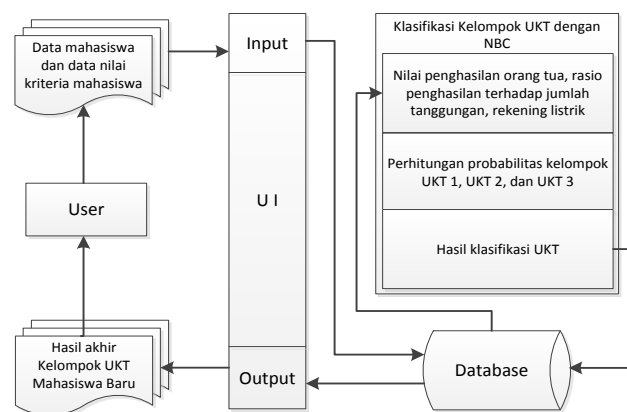 Data mahasiswa
dan data nilai
kriteria mahasiswa
Input
Klasifikasi Kelompok UKT dengan
NBC
Nilai penghasilan orang tua, rasio
penghasilan terhadap jumlah
tanggungan, rekening listrik
Perhitungan probabilitas kelompok
UKT 1, UKT 2, dan UKT 3
User
U I
Hasil klasifikasi UKT
Hasil akhir
Kelompok UKT
Mahasiswa Baru
Output
Database